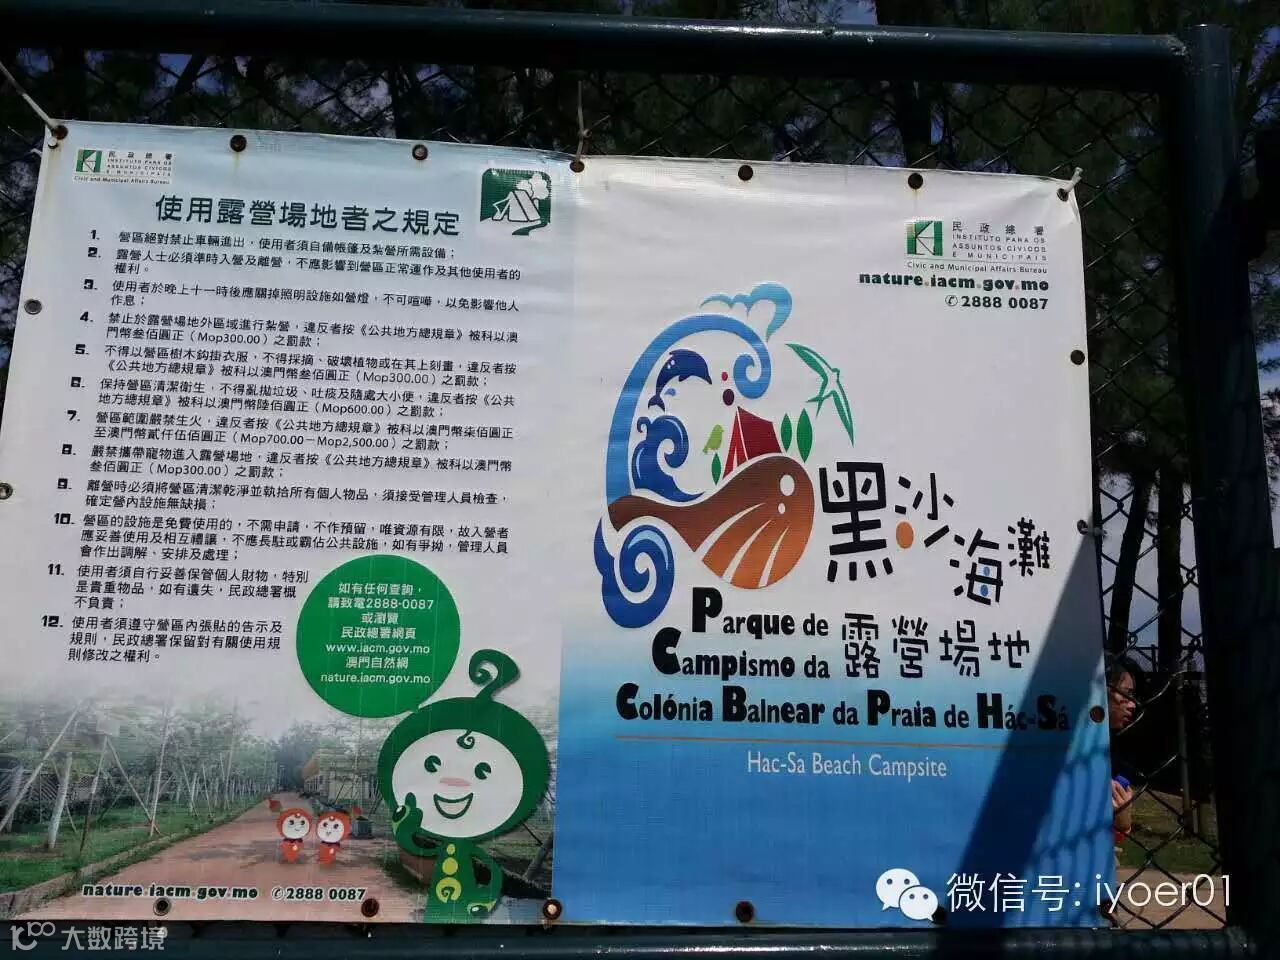 民政總署
INSTITUTO PARA OS
ASSUNTOS CÍVICOS
E MUNICIPAIS
Civic and Municipal Affairs Bureau
使用露營場地者之規定
1. 營區絕對禁止車輛進出，使用者須自備帳篷及紮營所需設備；
2. 露營人士必須準時入營及離營，不應影響到營區正常運作及其他使用者的
權利。
3. 使用者於晚上十一時後應關掉照明設施如營燈，不可喧嘩，以免影響他人
作息；
4. 禁止於露營場地外區域進行紮營，違反者按《公共地方總規章》被科以澳
門幣叁佰圓正（Mop300.00）之罰款；
5. 不得以營區樹木鈎掛衣服，不得採摘、破壞植物或在其上刻畫，違反者按
《公共地方總規章》被科以澳門幣叁佰圓正（Mop300.00）之罰款；
6. 保持營區清潔衛生，不得亂拋垃圾、吐痰及隨處大小便，違反者按《公共
地方總規章》被科以澳門幣陸佰圓正（Mop600.00）之罰款；
7. 營區範圍嚴禁生火，違反者按《公共地方總規章》被科以澳門幣柒佰圓正
至澳門幣貳仟伍佰圓正（Mop700.00－Mop2,500.00）之罰款；
8. 嚴禁攜帶寵物進入露營場地，違反者按《公共地方總規章》被科以澳門幣
叁佰圓正（Mop300.00）之罰款；
9. 離營時必須將營區清潔乾淨並執拾所有個人物品，須接受管理人員檢查，
確定營內設施無缺損；
10. 營區的設施是免費使用的，不需申請，不作預留，唯資源有限，故入營者
應妥善使用及相互禮讓，不應長駐或霸佔公共設施，如有爭拗，管理人員
會作出調解、安排及處理；
11. 使用者須自行妥善保管個人財物，特別
是貴重物品，如有遺失，民政總署概
不負責；
12. 使用者須遵守營區內張貼的告示及
規則，民政總署保留對有關使用規
則修改之權利。
如有任何查詢，
請致電2888-0087
或瀏覽
民政總署網頁
www.iacm.gov.mo
澳門自然網
nature.iacm.gov.mo
nature.iacm.gov.mo ✆2888 0087
民政總署
INSTITUTO PARA OS
ASSUNTOS CÍVICOS
E MUNICIPAIS
Civic and Municipal Affairs Bureau
nature.iacm.gov.mo
✆2888 0087
黑沙海灘
Parque de
Campismo da 露營場地
Colónia Balnear da Praia de Hác-Sá
Hac-Sa Beach Campsite
微信号: iyoer01
大数跨境